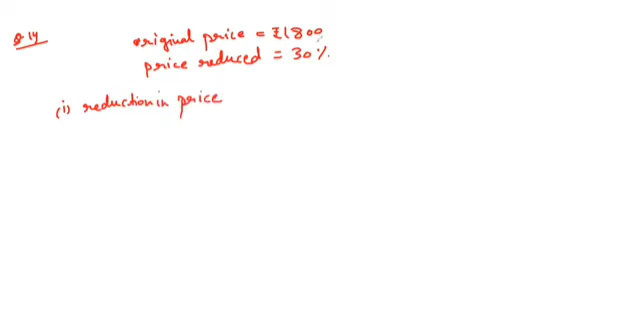 Q.14
original price = ₹1800
price reduced = 30%
(i) reduction in price